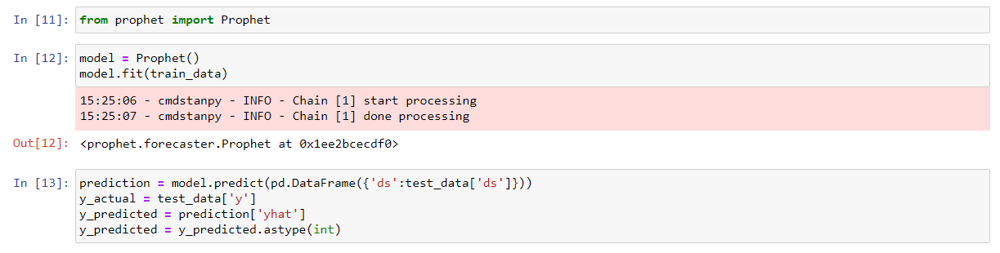 In [11]: from prophet import Prophet
In [12]: model = Prophet()
model.fit(train_data)
15:25:06 - cmdstanpy - INFO - Chain [1] start processing
15:25:07 - cmdstanpy - INFO - Chain [1] done processing
Out[12]: <prophet.forecaster.Prophet at 0x1ee2bcecdf0>
In [13]: prediction = model.predict(pd.DataFrame({'ds':test_data['ds']}))
y_actual = test_data['y']
y_predicted = prediction['yhat']
y_predicted = y_predicted.astype(int)